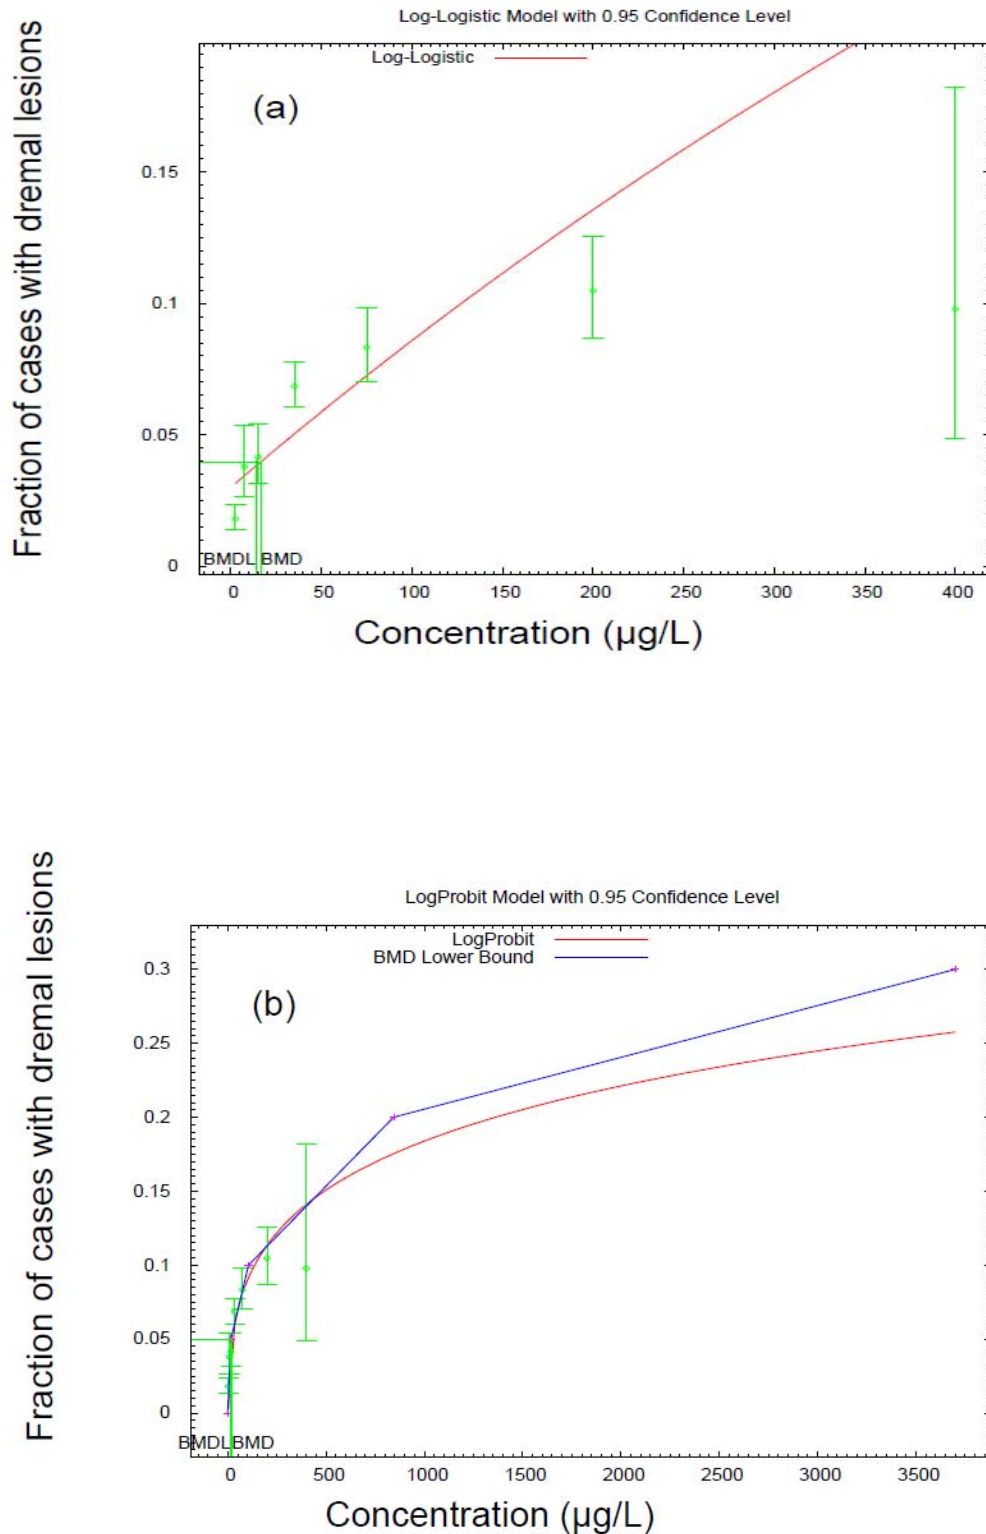 Log-Logistic Model with 0.95 Confidence Level
Log-Logistic
(a)
Fraction of cases with dremal lesions
0.15
0.1
0.05
0
BMDL BMD
0 50 100 150 200 250 300 350 400
Concentration (µg/L)
LogProbit Model with 0.95 Confidence Level
LogProbit
BMD Lower Bound
(b)
Fraction of cases with dremal lesions
0.3
0.25
0.2
0.15
0.1
0.05
0
BMDL BMD
0 500 1000 1500 2000 2500 3000 3500
Concentration (µg/L)